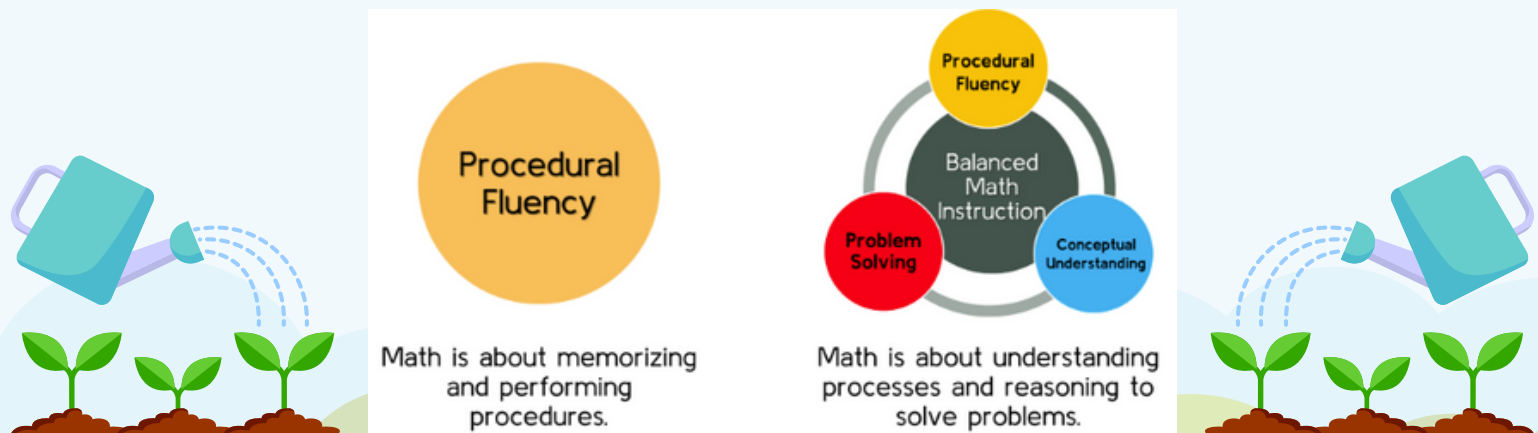 Procedural
Fluency
Math is about memorizing
and performing
procedures.
Procedural
Fluency
Balanced
Math
Instruction
Problem
Solving
Conceptual
Understanding
Math is about understanding
processes and reasoning to
solve problems.